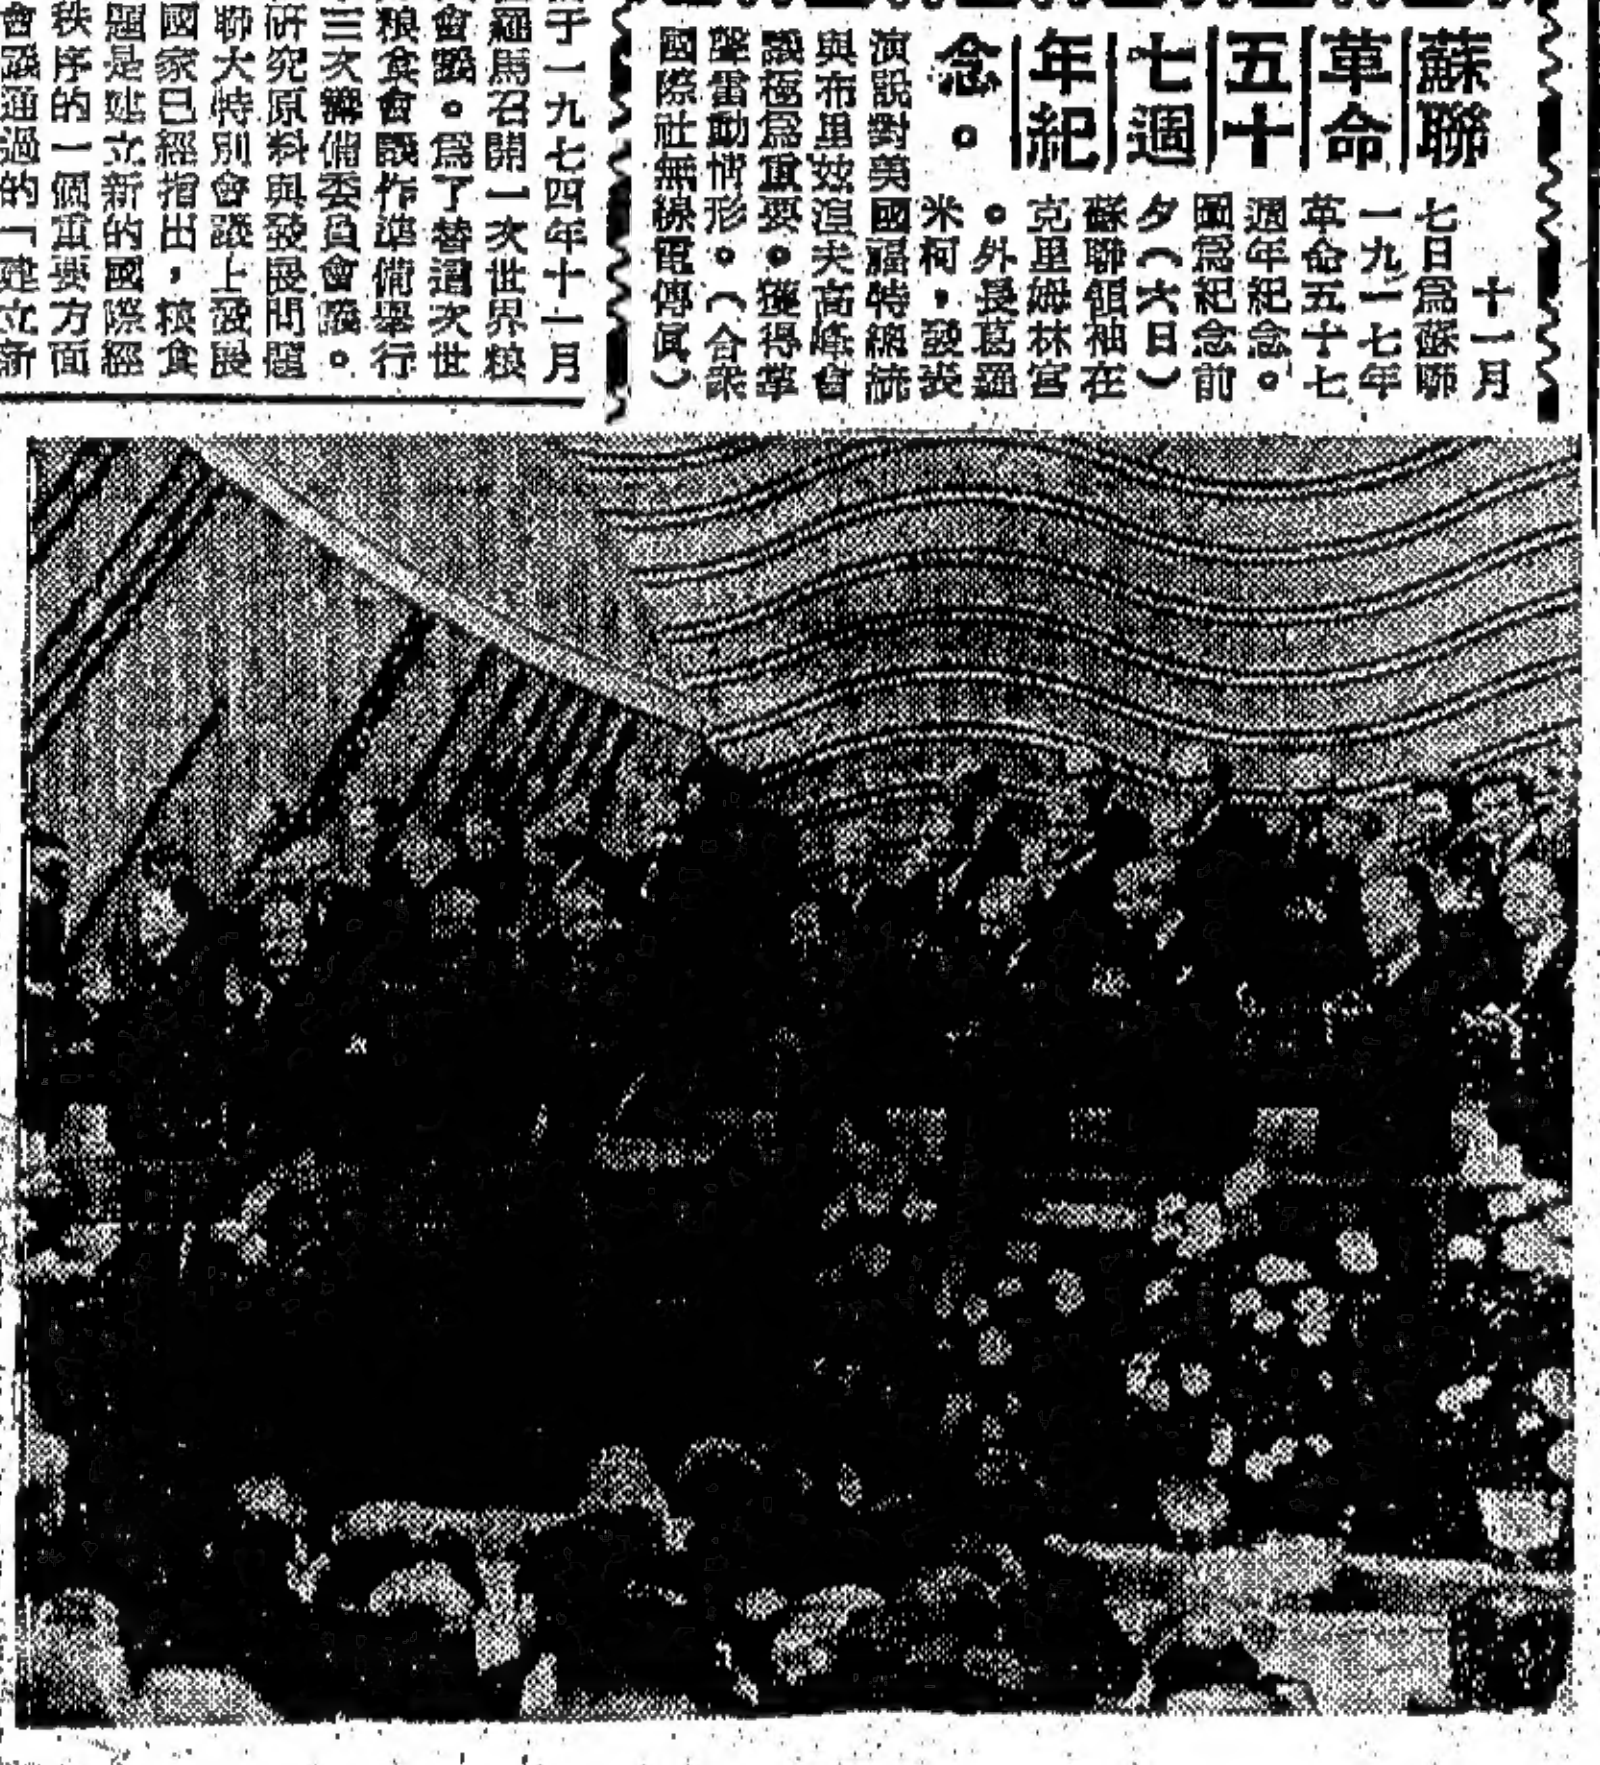 蘇聯
革命
五十
七週
年紀
念。
十一月
七日爲蘇聯
一九一七年
革命五十七
週年紀念。
圖爲紀念前
夕（六日）
蘇聯領袖在
克里姆林宮
。外長葛羅
米柯，發表
演說對美國福特總統
與布里玆湼夫高峰會
議極爲重要。獲得掌
聲雷動情形。（合衆
國際社無線電傳眞）
于一九七四年十一月
羅馬召開一次世界粮
會議。爲了替這次世
粮食會議作準備舉行
三次籌備委員會議。
研究原料與發展問題
聯大特別會議上發展
國家已經指出，粮食
題是建立新的國際經
秩序的一個重要方面
會議通過的「建立新